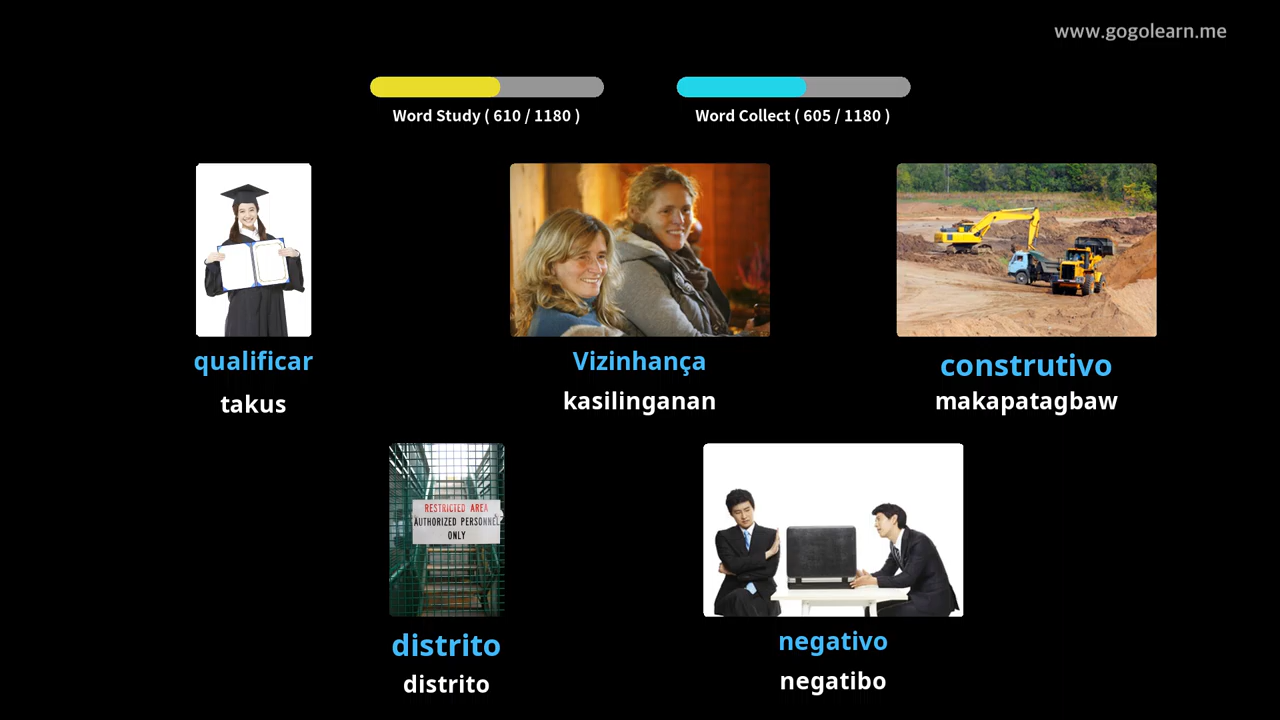 www.gogolearn.me
Word Study ( 610 / 1180 )
Word Collect ( 605 / 1180 )
qualificar
takus
Vizinhança
kasilinganan
construtivo
makapatagbaw
RESTRICTED AREA
AUTHORIZED PERSONNEL
ONLY
distrito
distrito
negativo
negatibo